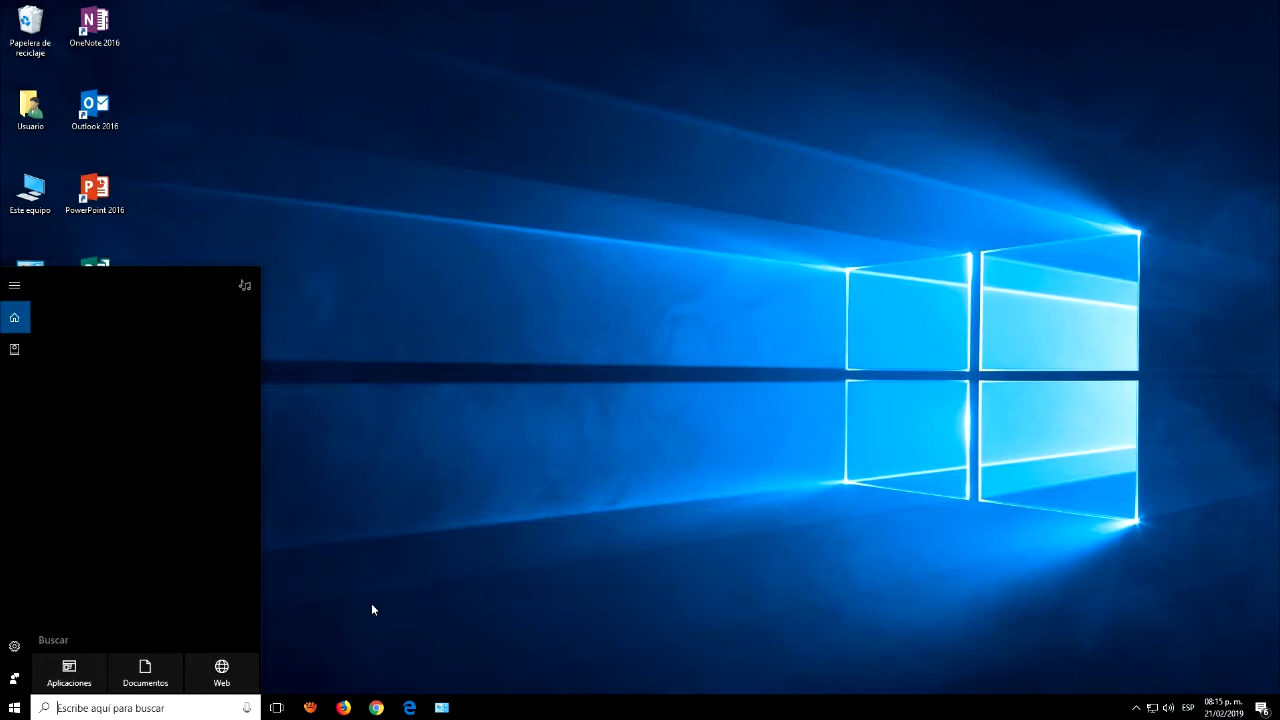 Papelera de
reciclaje
OneNote 2016
Usuario
Outlook 2016
Este equipo
PowerPoint 2016
Buscar
Aplicaciones
Documentos
Web
Escribe aquí para buscar
ESP
08:15 p. m.
21/02/2019
6